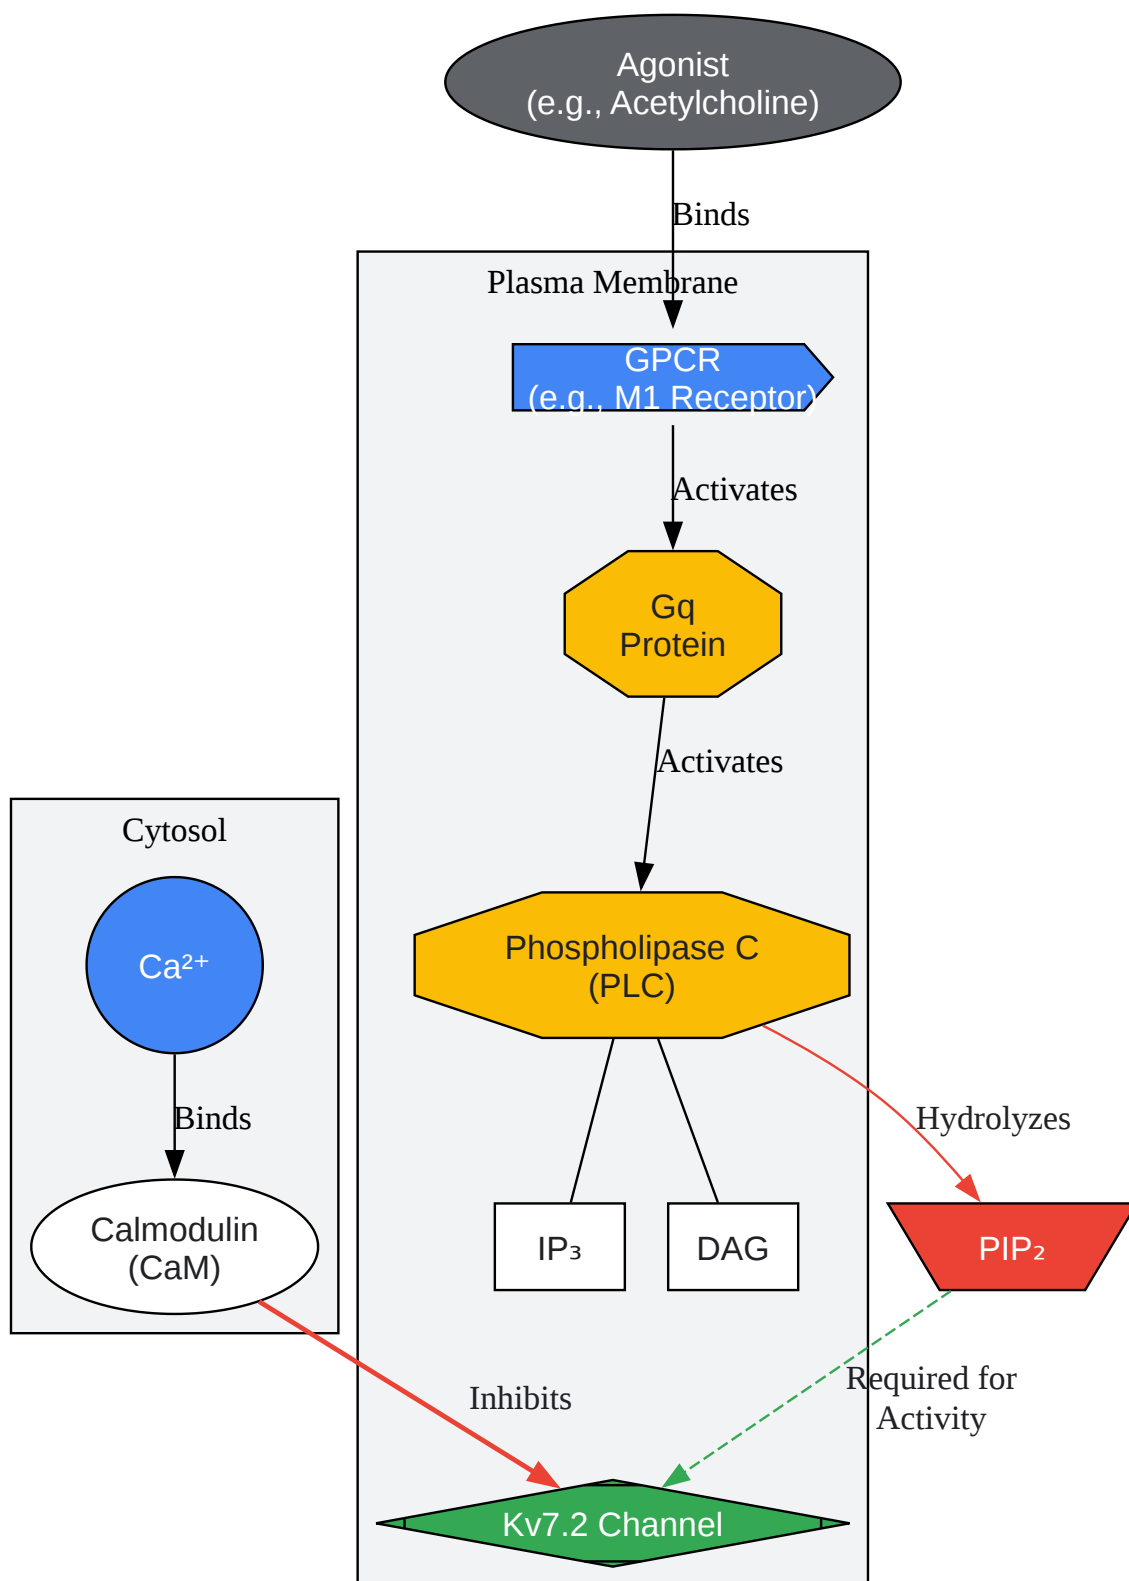 Agonist
(e.g., Acetylcholine)
Binds
Plasma Membrane
GPCR
(e.g., M1 Receptor)
Activates
Gq
Protein
Activates
Cytosol
Ca²⁺
Phospholipase C
(PLC)
Binds
Hydrolyzes
Calmodulin
(CaM)
IP₃
DAG
PIP₂
Inhibits
Required for
Activity
Kv7.2 Channel